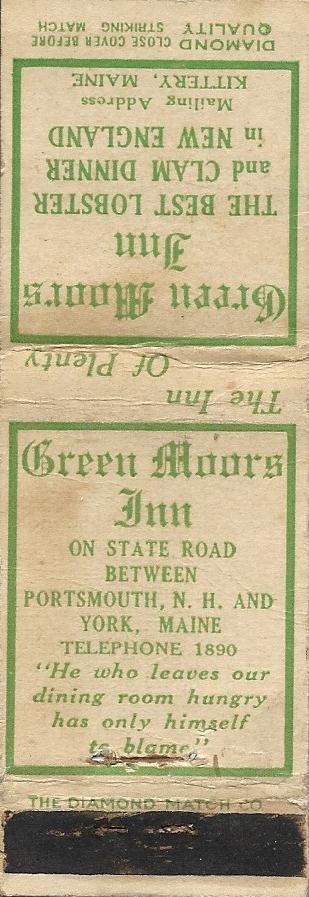 DIAMOND QUALITY
CLOSE COVER BEFORE STRIKING MATCH
Green Moors
Inn
THE BEST LOBSTER
and CLAM DINNER
in NEW ENGLAND
Mailing Address
KITTERY, MAINE
The Inn
Of Plenty
Green Moors
Inn
ON STATE ROAD
BETWEEN
PORTSMOUTH, N. H. AND
YORK, MAINE
TELEPHONE 1890
"He who leaves our
dining room hungry
has only himself
to blame"
THE DIAMOND MATCH CO